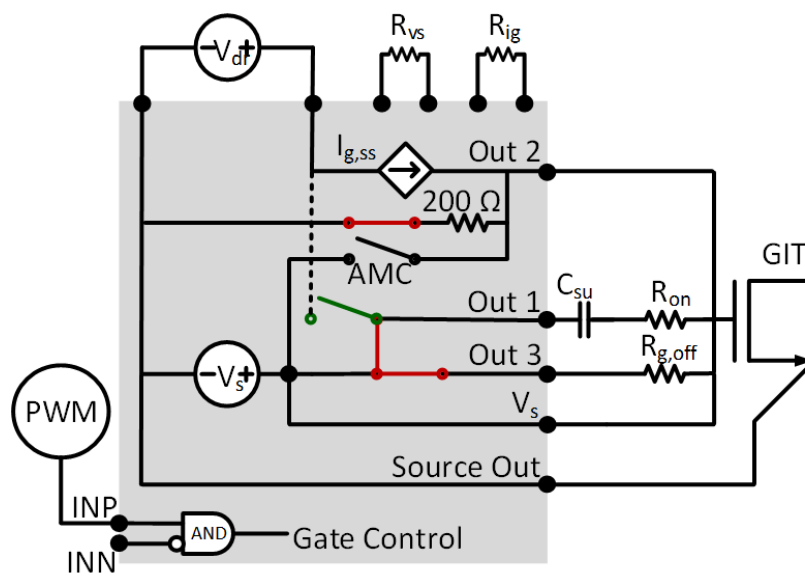 Vdr
Rvs
Rig
Ig,ss
Out 2
200 Ω
GIT
AMC
Csu
Out 1
Ron
Out 3
Rg,off
Vs
PWM
Vs
Source Out
INP
AND
Gate Control
INN